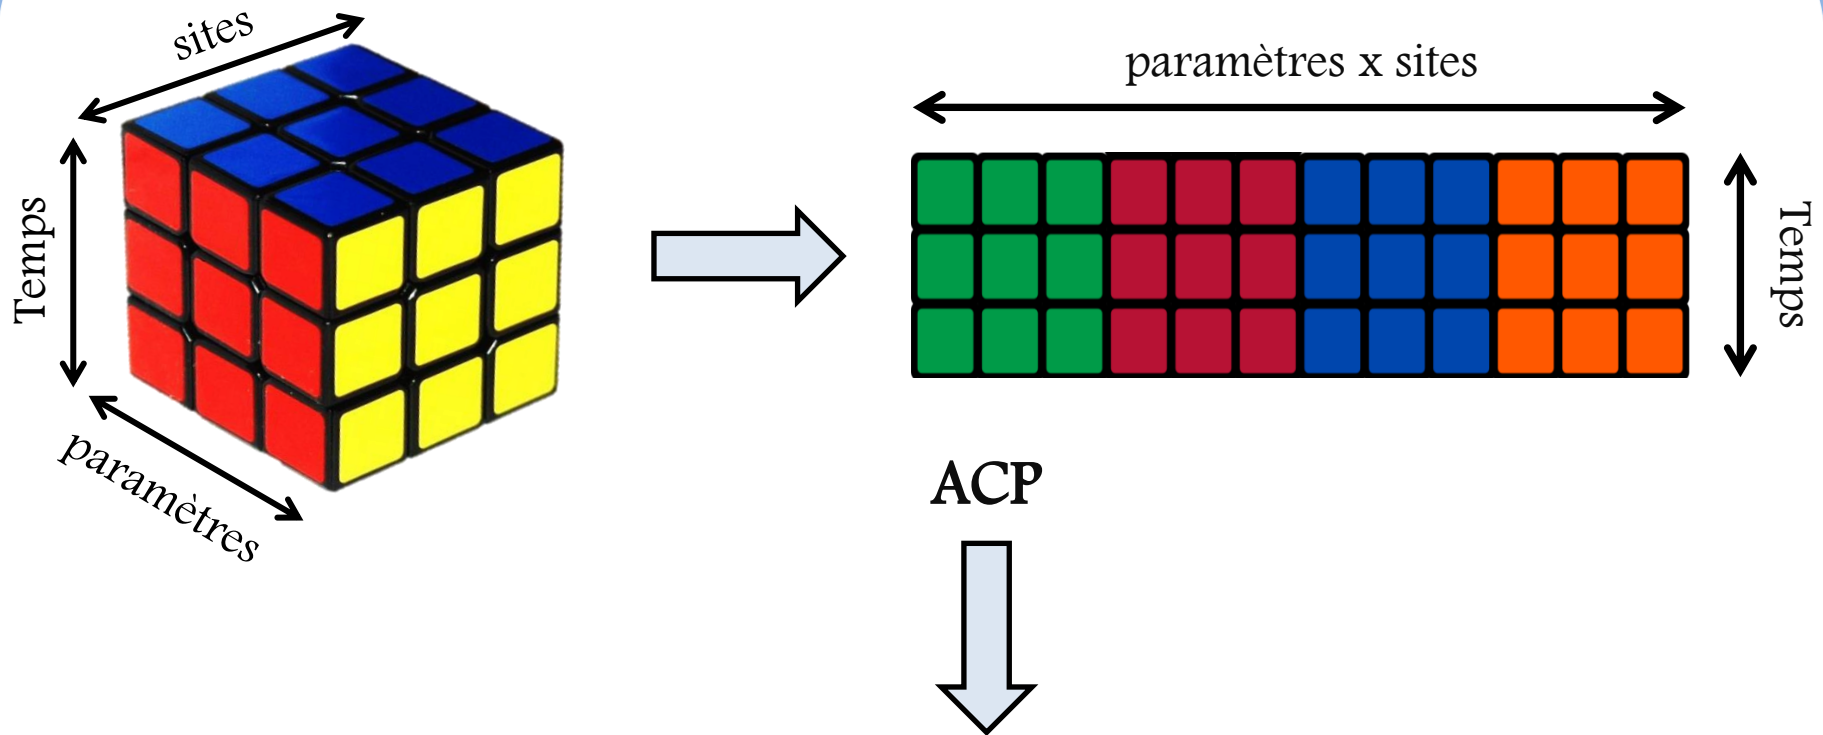 sites
Temps
paramètres
paramètres x sites
Temps
ACP